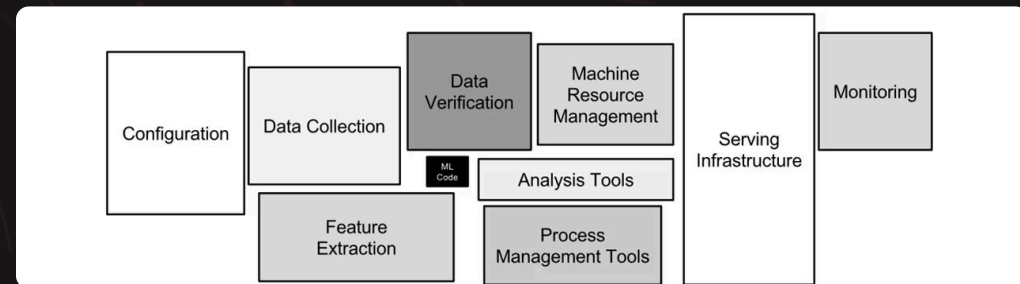 Configuration
Data Collection
Data
Verification
Machine
Resource
Management
Serving
Infrastructure
Monitoring
ML
Code
Analysis Tools
Feature
Extraction
Process
Management Tools